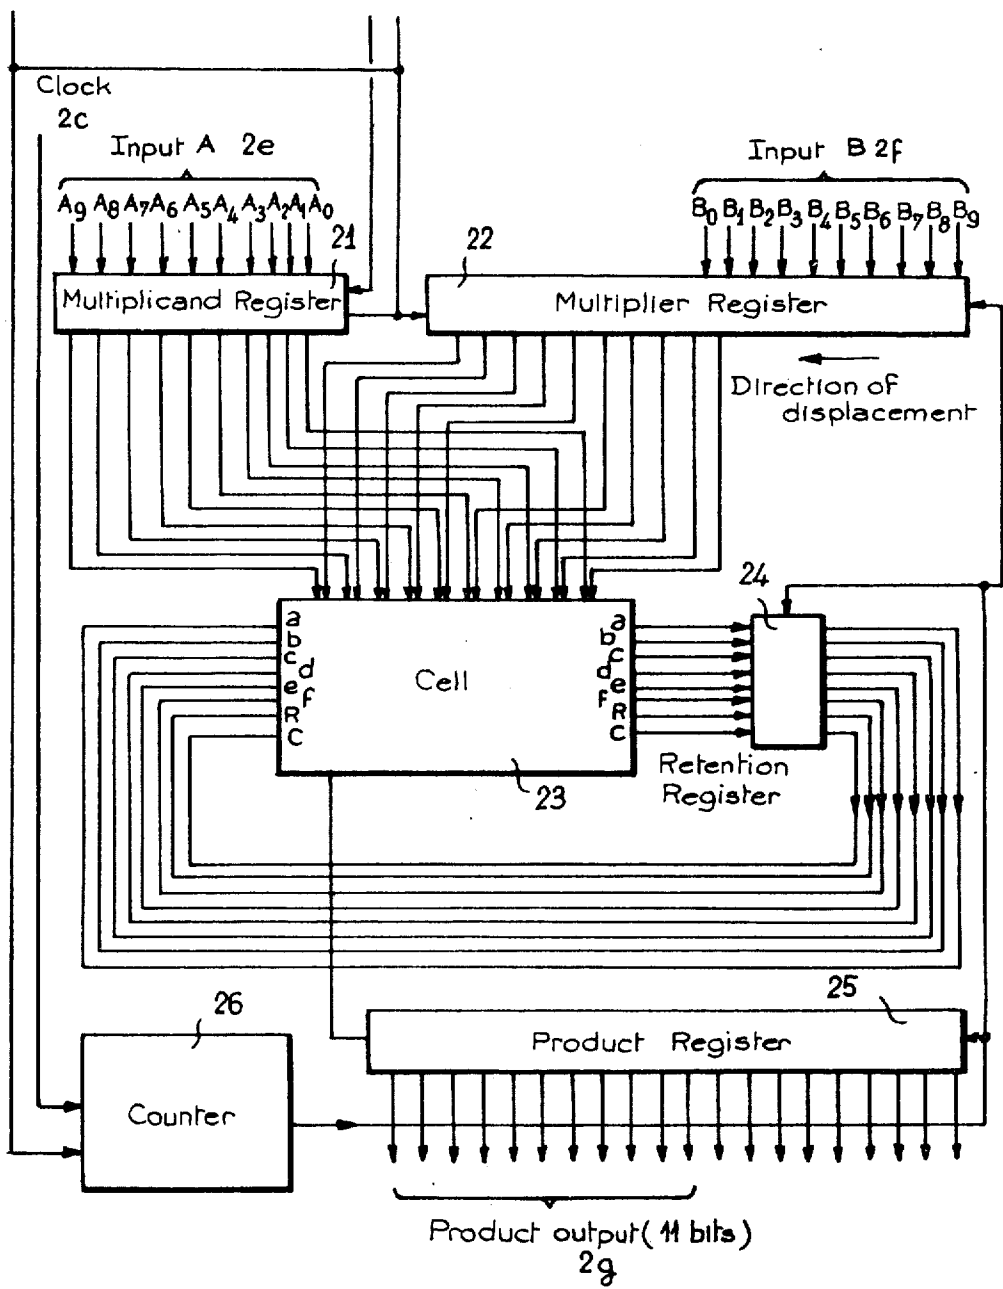 Clock
2c
Input A 2e
Input B 2f
A9 A8 A7 A6 A5 A4 A3 A2 A1 A0
B0 B1 B2 B3 B4 B5 B6 B7 B8 B9
21
22
Multiplicand Register
Multiplier Register
Direction of
displacement
24
a
b
c
d
e
f
R
C
Cell
a
b
c
d
e
f
R
C
23
Retention
Register
25
26
Product Register
Counter
Product output (11 bits)
2g